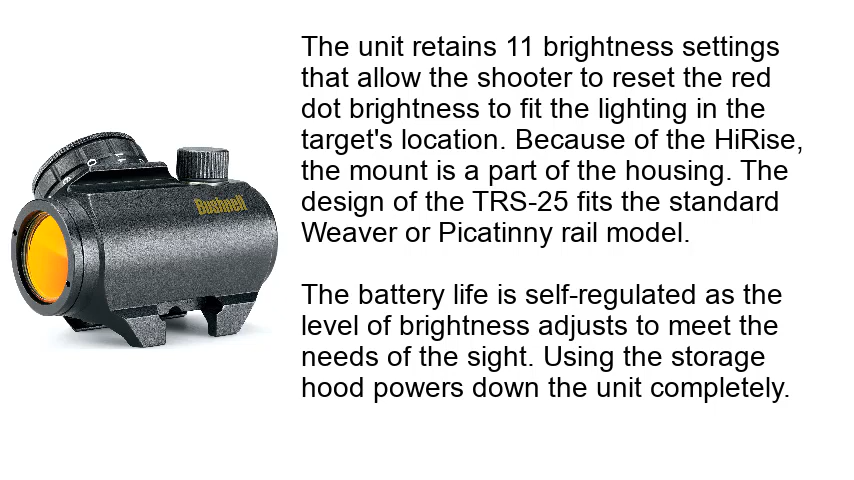 The unit retains 11 brightness settings
that allow the shooter to reset the red
dot brightness to fit the lighting in the
target's location. Because of the HiRise,
the mount is a part of the housing. The
design of the TRS-25 fits the standard
Weaver or Picatinny rail model.
The battery life is self-regulated as the
level of brightness adjusts to meet the
needs of the sight. Using the storage
hood powers down the unit completely.
Bushnell